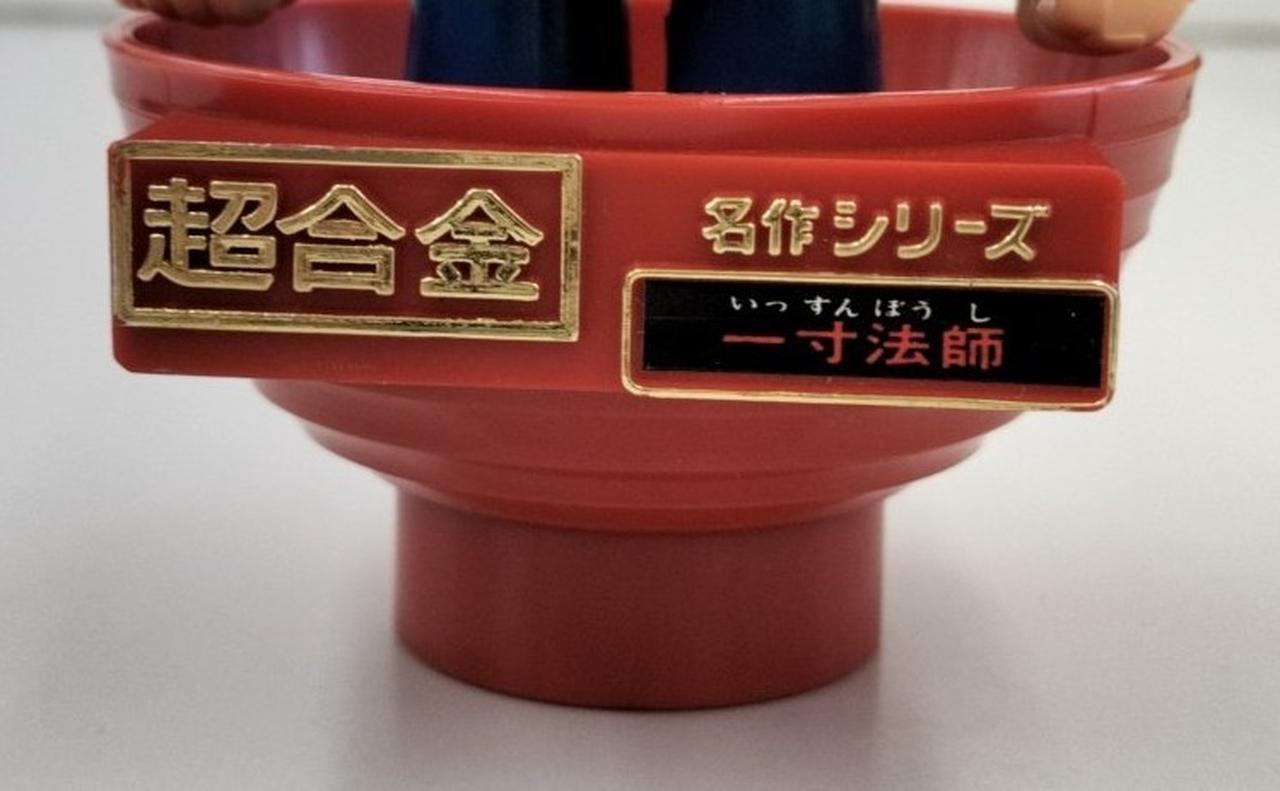 超合金
名作シリーズ
いっすんぼうし
一寸法師